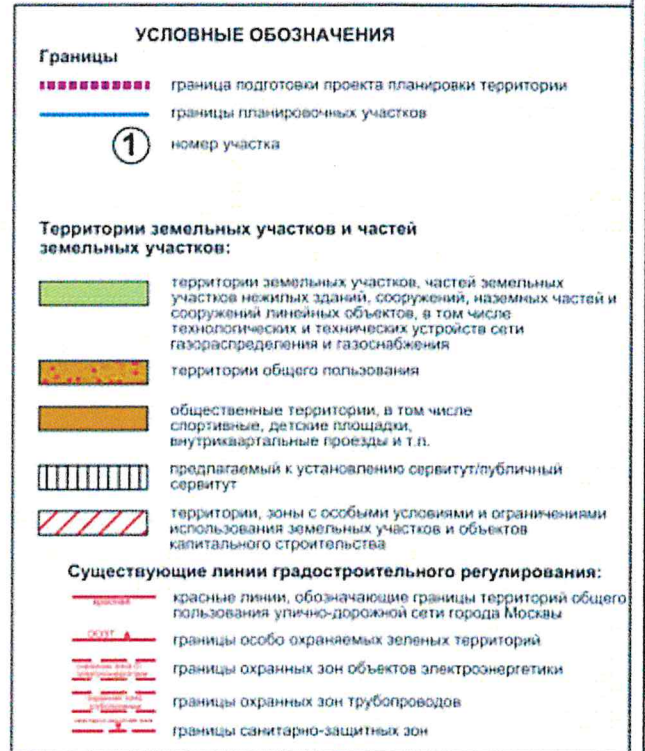 УСЛОВНЫЕ ОБОЗНАЧЕНИЯ
Границы
граница подготовки проекта планировки территории
границы планировочных участков
1
номер участка
Территории земельных участков и частей
земельных участков:
территории земельных участков, частей земельных
участков нежилых зданий, сооружений, наземных частей и
сооружений линейных объектов, в том числе
технологических и технических устройств сети
газораспределения и газоснабжения
территории общего пользования
общественные территории, в том числе
спортивные, детские площадки,
внутриквартальные проезды и т.п.
предлагаемый к установлению сервитут/публичный
сервитут
территории, зоны с особыми условиями и ограничениями
использования земельных участков и объектов
капитального строительства
Существующие линии градостроительного регулирования:
красные линии, обозначающие границы территорий общего
пользования улично-дорожной сети города Москвы
границы особо охраняемых зеленых территорий
границы охранных зон объектов электроэнергетики
границы охранных зон трубопроводов
границы санитарно-защитных зон